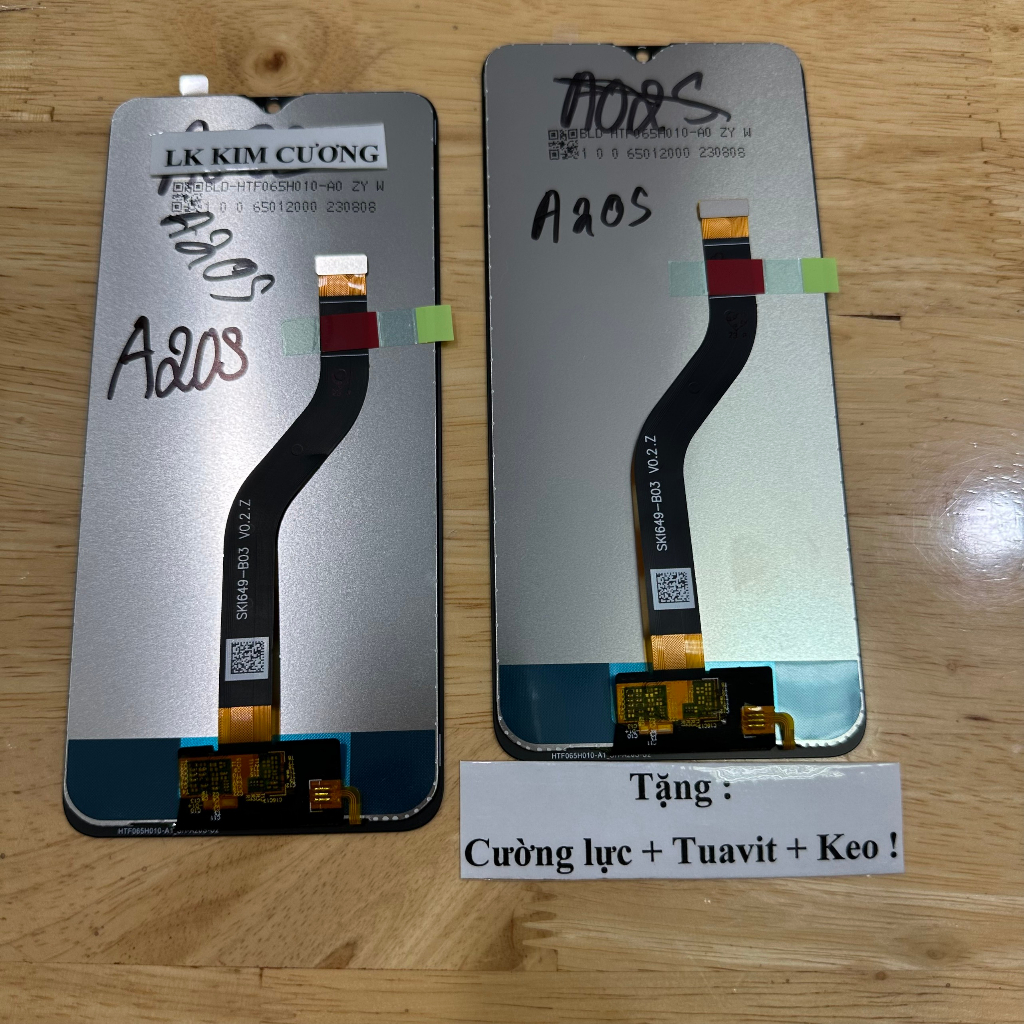 LK KIM CƯƠNG
BLD-HTF065H010-A0 ZY W
1 0 0 65012000 230808
A20S
A20S
SKI649-B03 V0.2.Z
A02S
BLD-HTF065H010-A0 ZY W
1 0 0 65012000 230808
A20S
SKI649-B03 V0.2.Z
Tặng :
Cường lực + Tuavit + Keo !